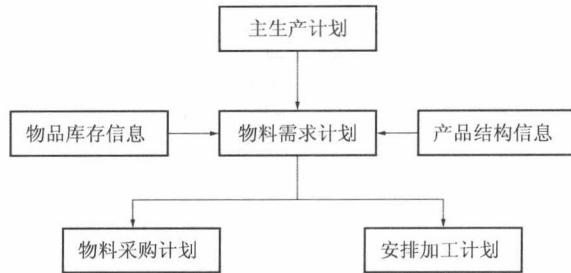 主生产计划
物品库存信息
物料需求计划
产品结构信息
物料采购计划
安排加工计划